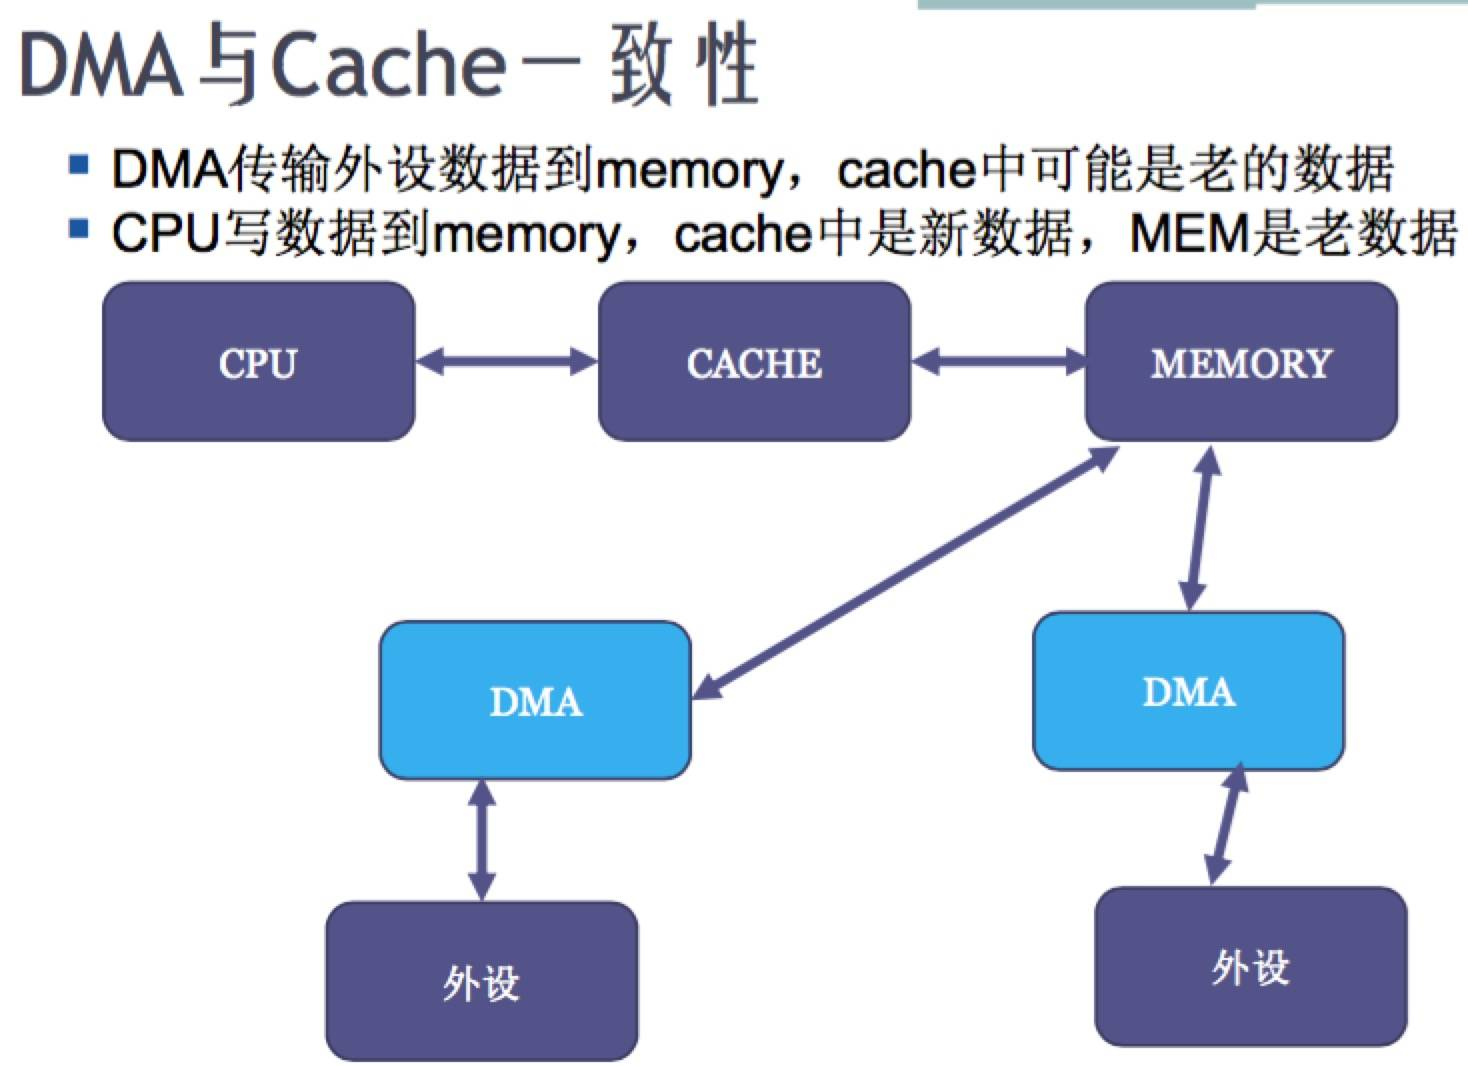 DMA与Cache一致性
DMA传输外设数据到memory，cache中可能是老的数据
CPU写数据到memory，cache中是新数据，MEM是老数据
CPU
CACHE
MEMORY
DMA
DMA
外设
外设